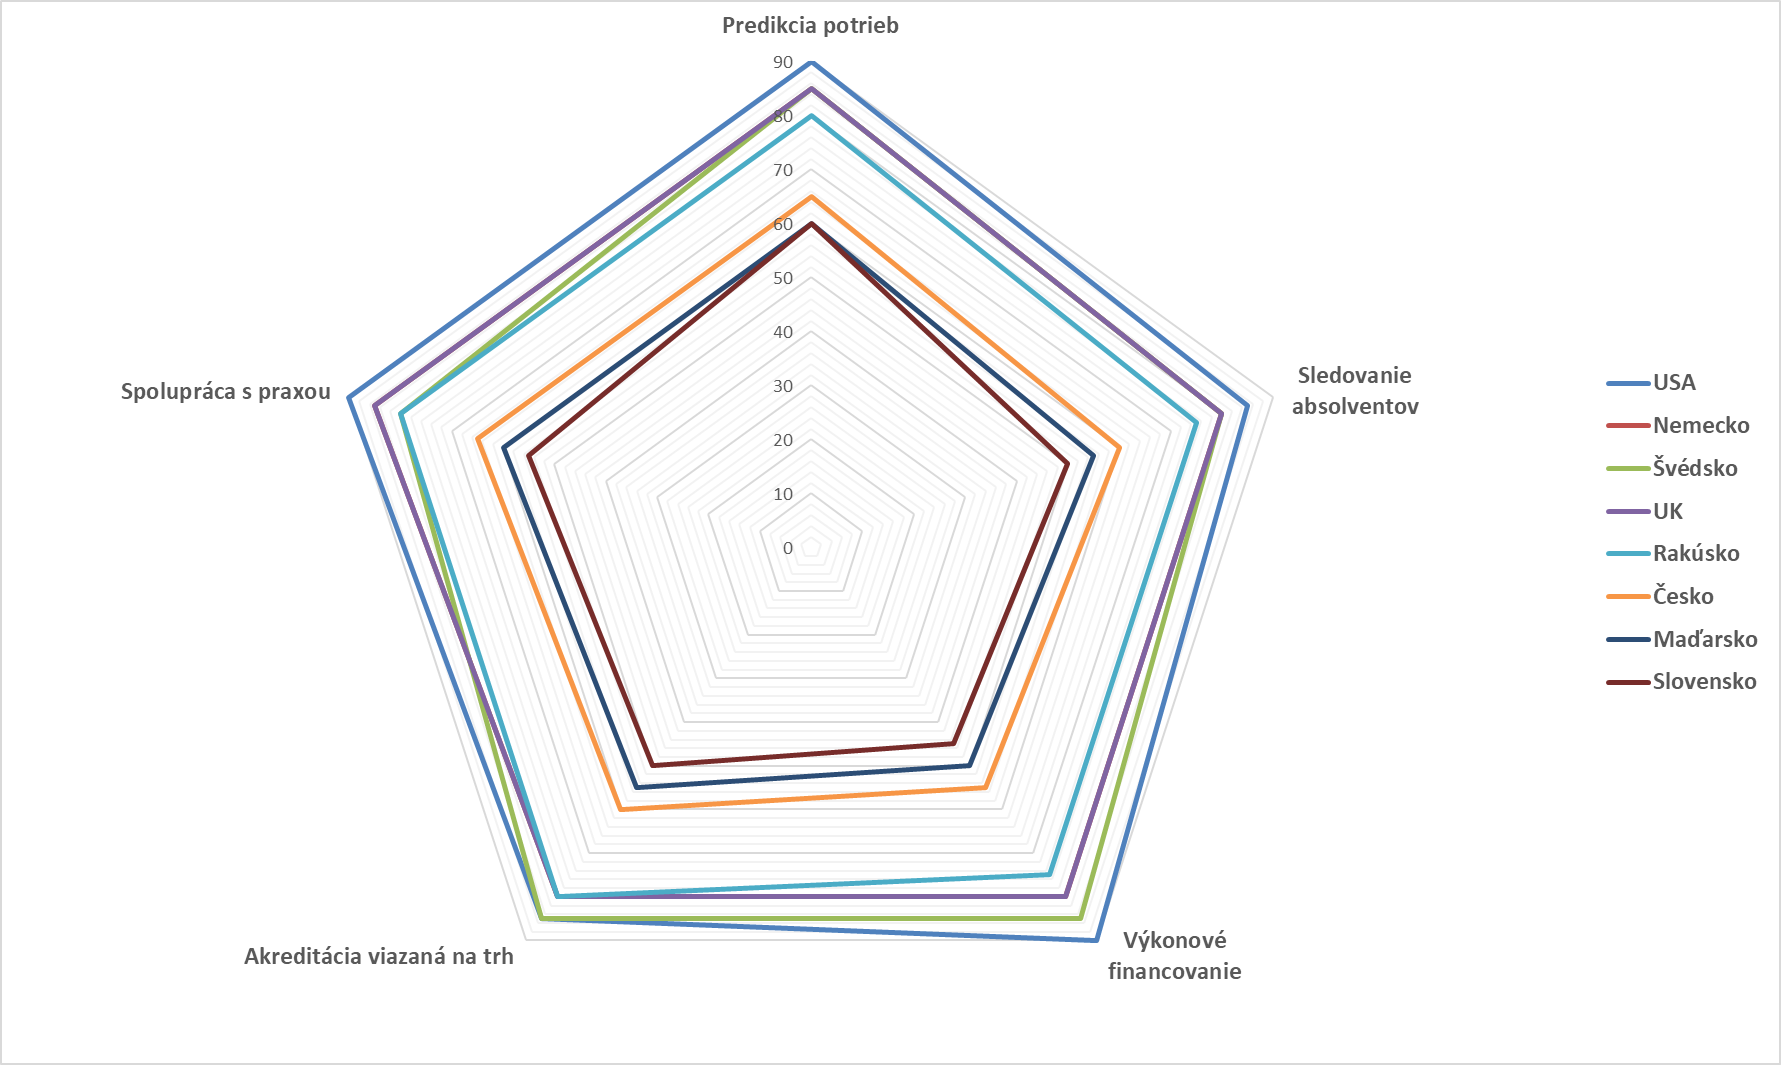 Predikcia potrieb
90
80
70
60
50
40
30
20
10
0
Sledovanie
absolventov
Výkonové
financovanie
Akreditácia viazaná na trh
Spolupráca s praxou
USA
Nemecko
Švédsko
UK
Rakúsko
Česko
Maďarsko
Slovensko